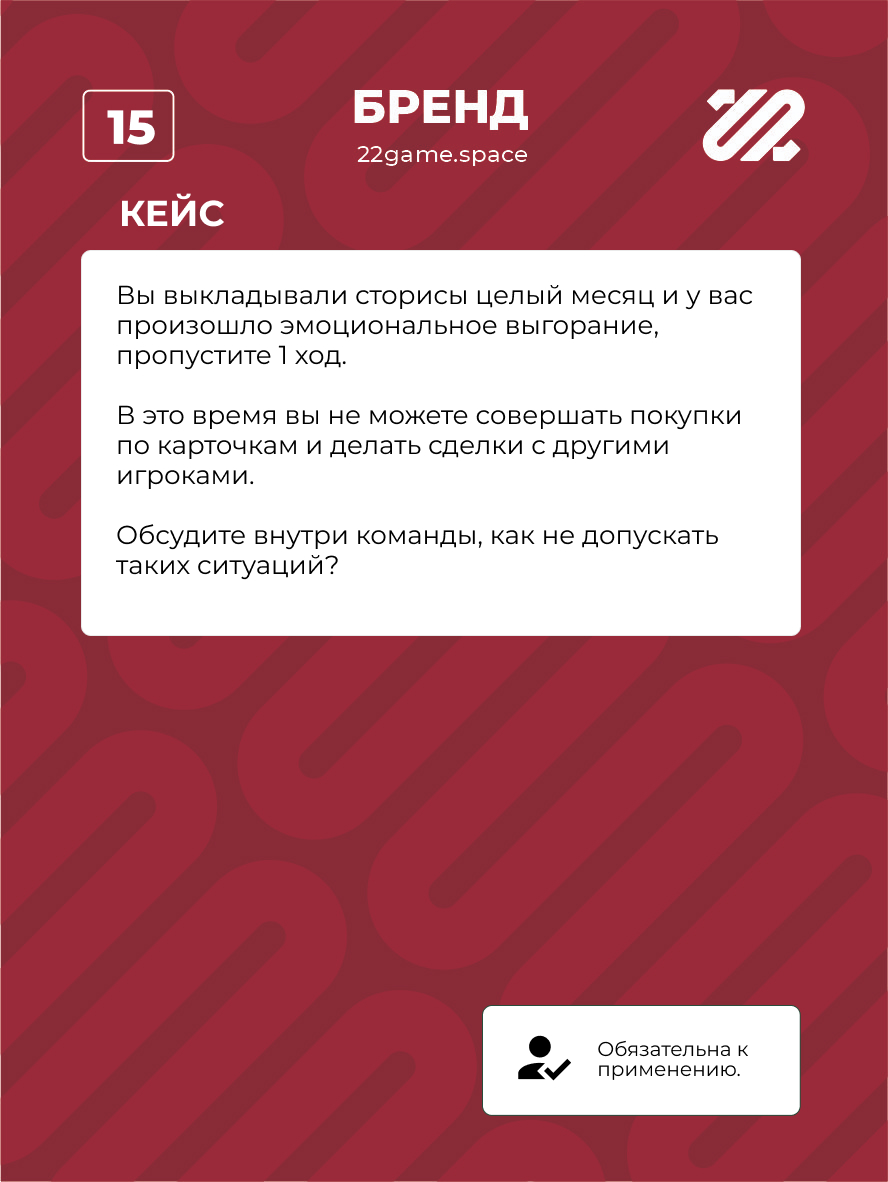 15
БРЕНД
22game.space
КЕЙС
Вы выкладывали сторисы целый месяц и у вас
произошло эмоциональное выгорание,
пропустите 1 ход.
В это время вы не можете совершать покупки
по карточкам и делать сделки с другими
игроками.
Обсудите внутри команды, как не допускать
таких ситуаций?
Обязательна к
применению.